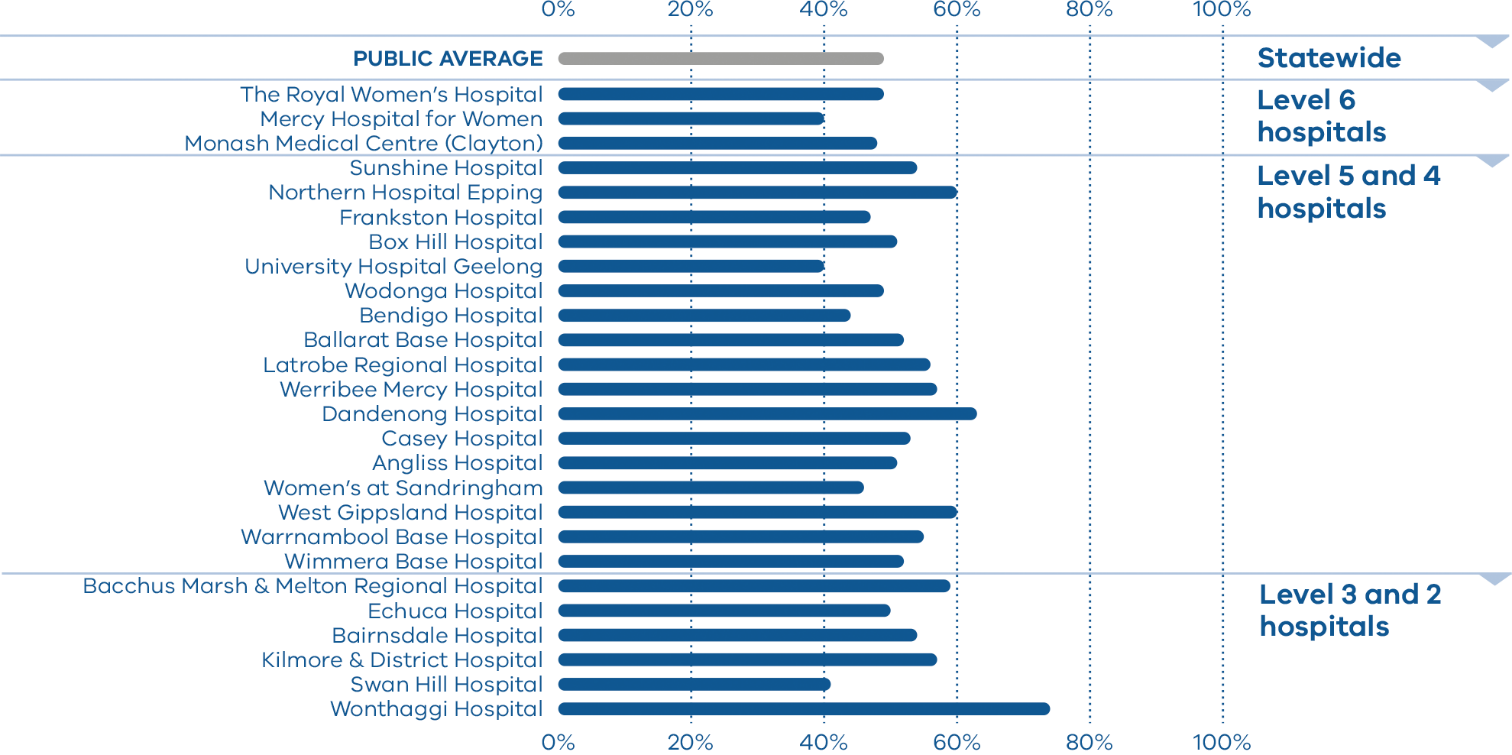 0% 20% 40% 60% 80% 100%
PUBLIC AVERAGE
Statewide
The Royal Women’s Hospital
Mercy Hospital for Women
Monash Medical Centre (Clayton)
Level 6
hospitals
Sunshine Hospital
Northern Hospital Epping
Frankston Hospital
Box Hill Hospital
University Hospital Geelong
Wodonga Hospital
Bendigo Hospital
Ballarat Base Hospital
Latrobe Regional Hospital
Werribee Mercy Hospital
Dandenong Hospital
Casey Hospital
Angliss Hospital
Women’s at Sandringham
West Gippsland Hospital
Warrnambool Base Hospital
Wimmera Base Hospital
Level 5 and 4
hospitals
Bacchus Marsh & Melton Regional Hospital
Echuca Hospital
Bairnsdale Hospital
Kilmore & District Hospital
Swan Hill Hospital
Wonthaggi Hospital
Level 3 and 2
hospitals
0% 20% 40% 60% 80% 100%